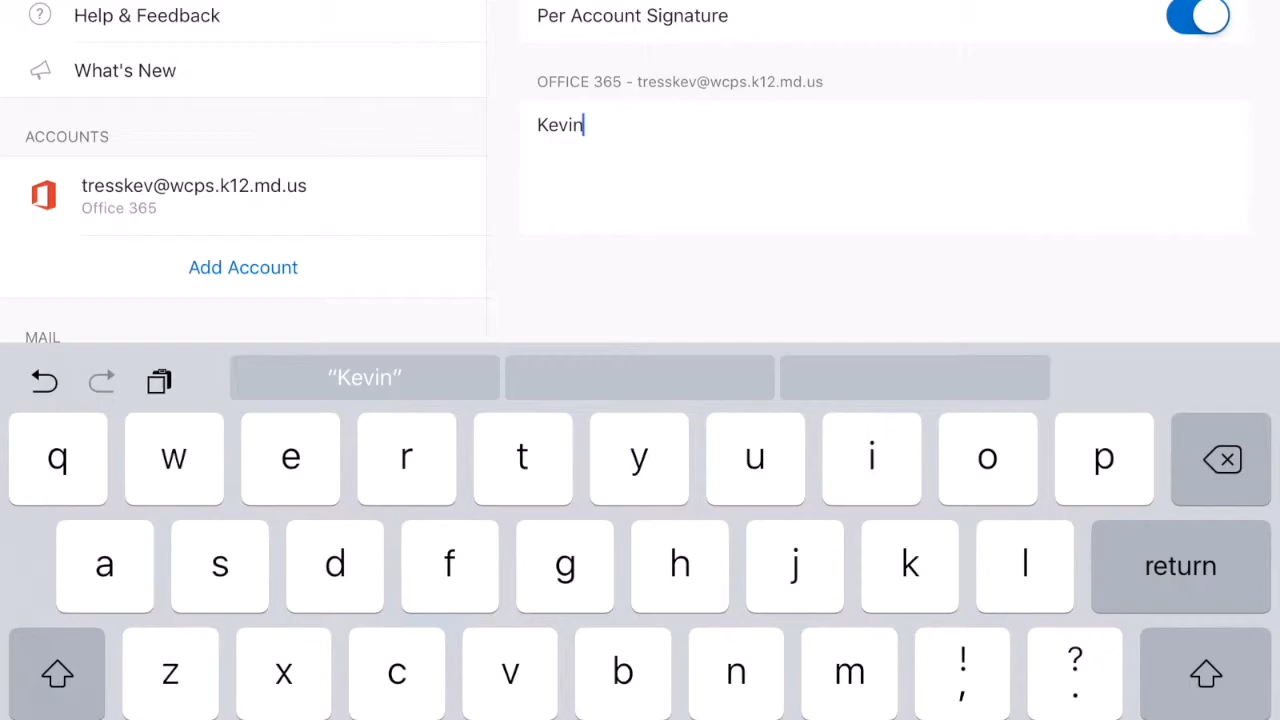 Help & Feedback
What's New
ACCOUNTS
tresskev@wcps.k12.md.us
Office 365
Add Account
MAIL
Per Account Signature
OFFICE 365 - tresskev@wcps.k12.md.us
Kevin
“Kevin”
q w e r t y u i o p
a s d f g h j k l return
z x c v b n m ! , ? .